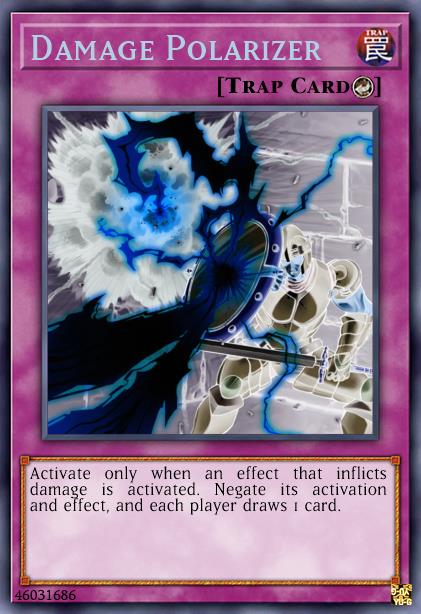 DAMAGE POLARIZER
TRAP
罠
[TRAP CARD]
Activate only when an effect that inflicts
damage is activated. Negate its activation
and effect, and each player draws 1 card.
46031686